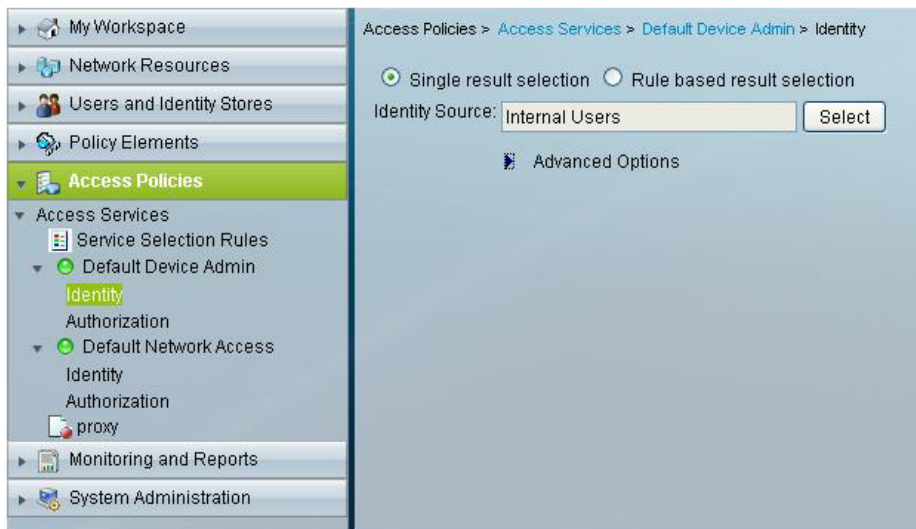 My Workspace
Network Resources
Users and Identity Stores
Policy Elements
Access Policies
Access Services
Service Selection Rules
Default Device Admin
Identity
Authorization
Default Network Access
Identity
Authorization
proxy
Monitoring and Reports
System Administration
Access Policies > Access Services > Default Device Admin > Identity
Single result selection Rule based result selection
Identity Source: Internal Users Select
Advanced Options